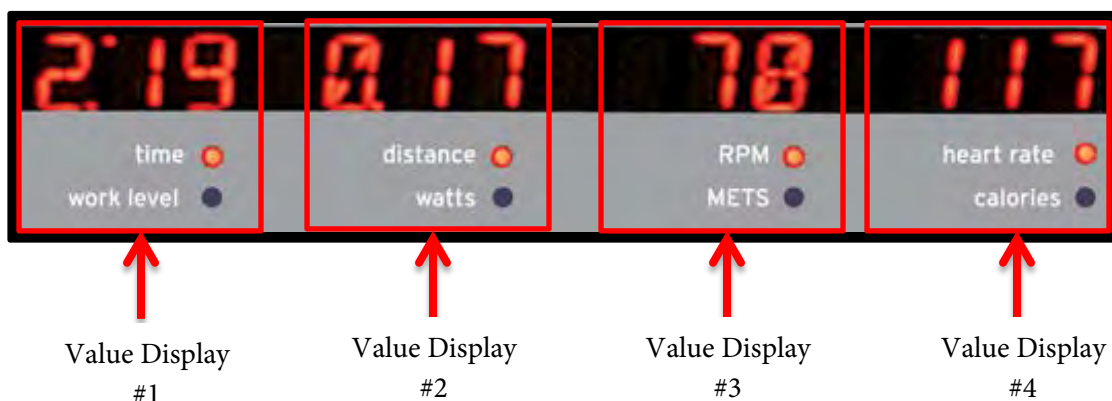 2:19 0.17 78 117
time distance RPM heart rate
work level watts METS calories
Value Display Value Display Value Display Value Display
#1 #2 #3 #4